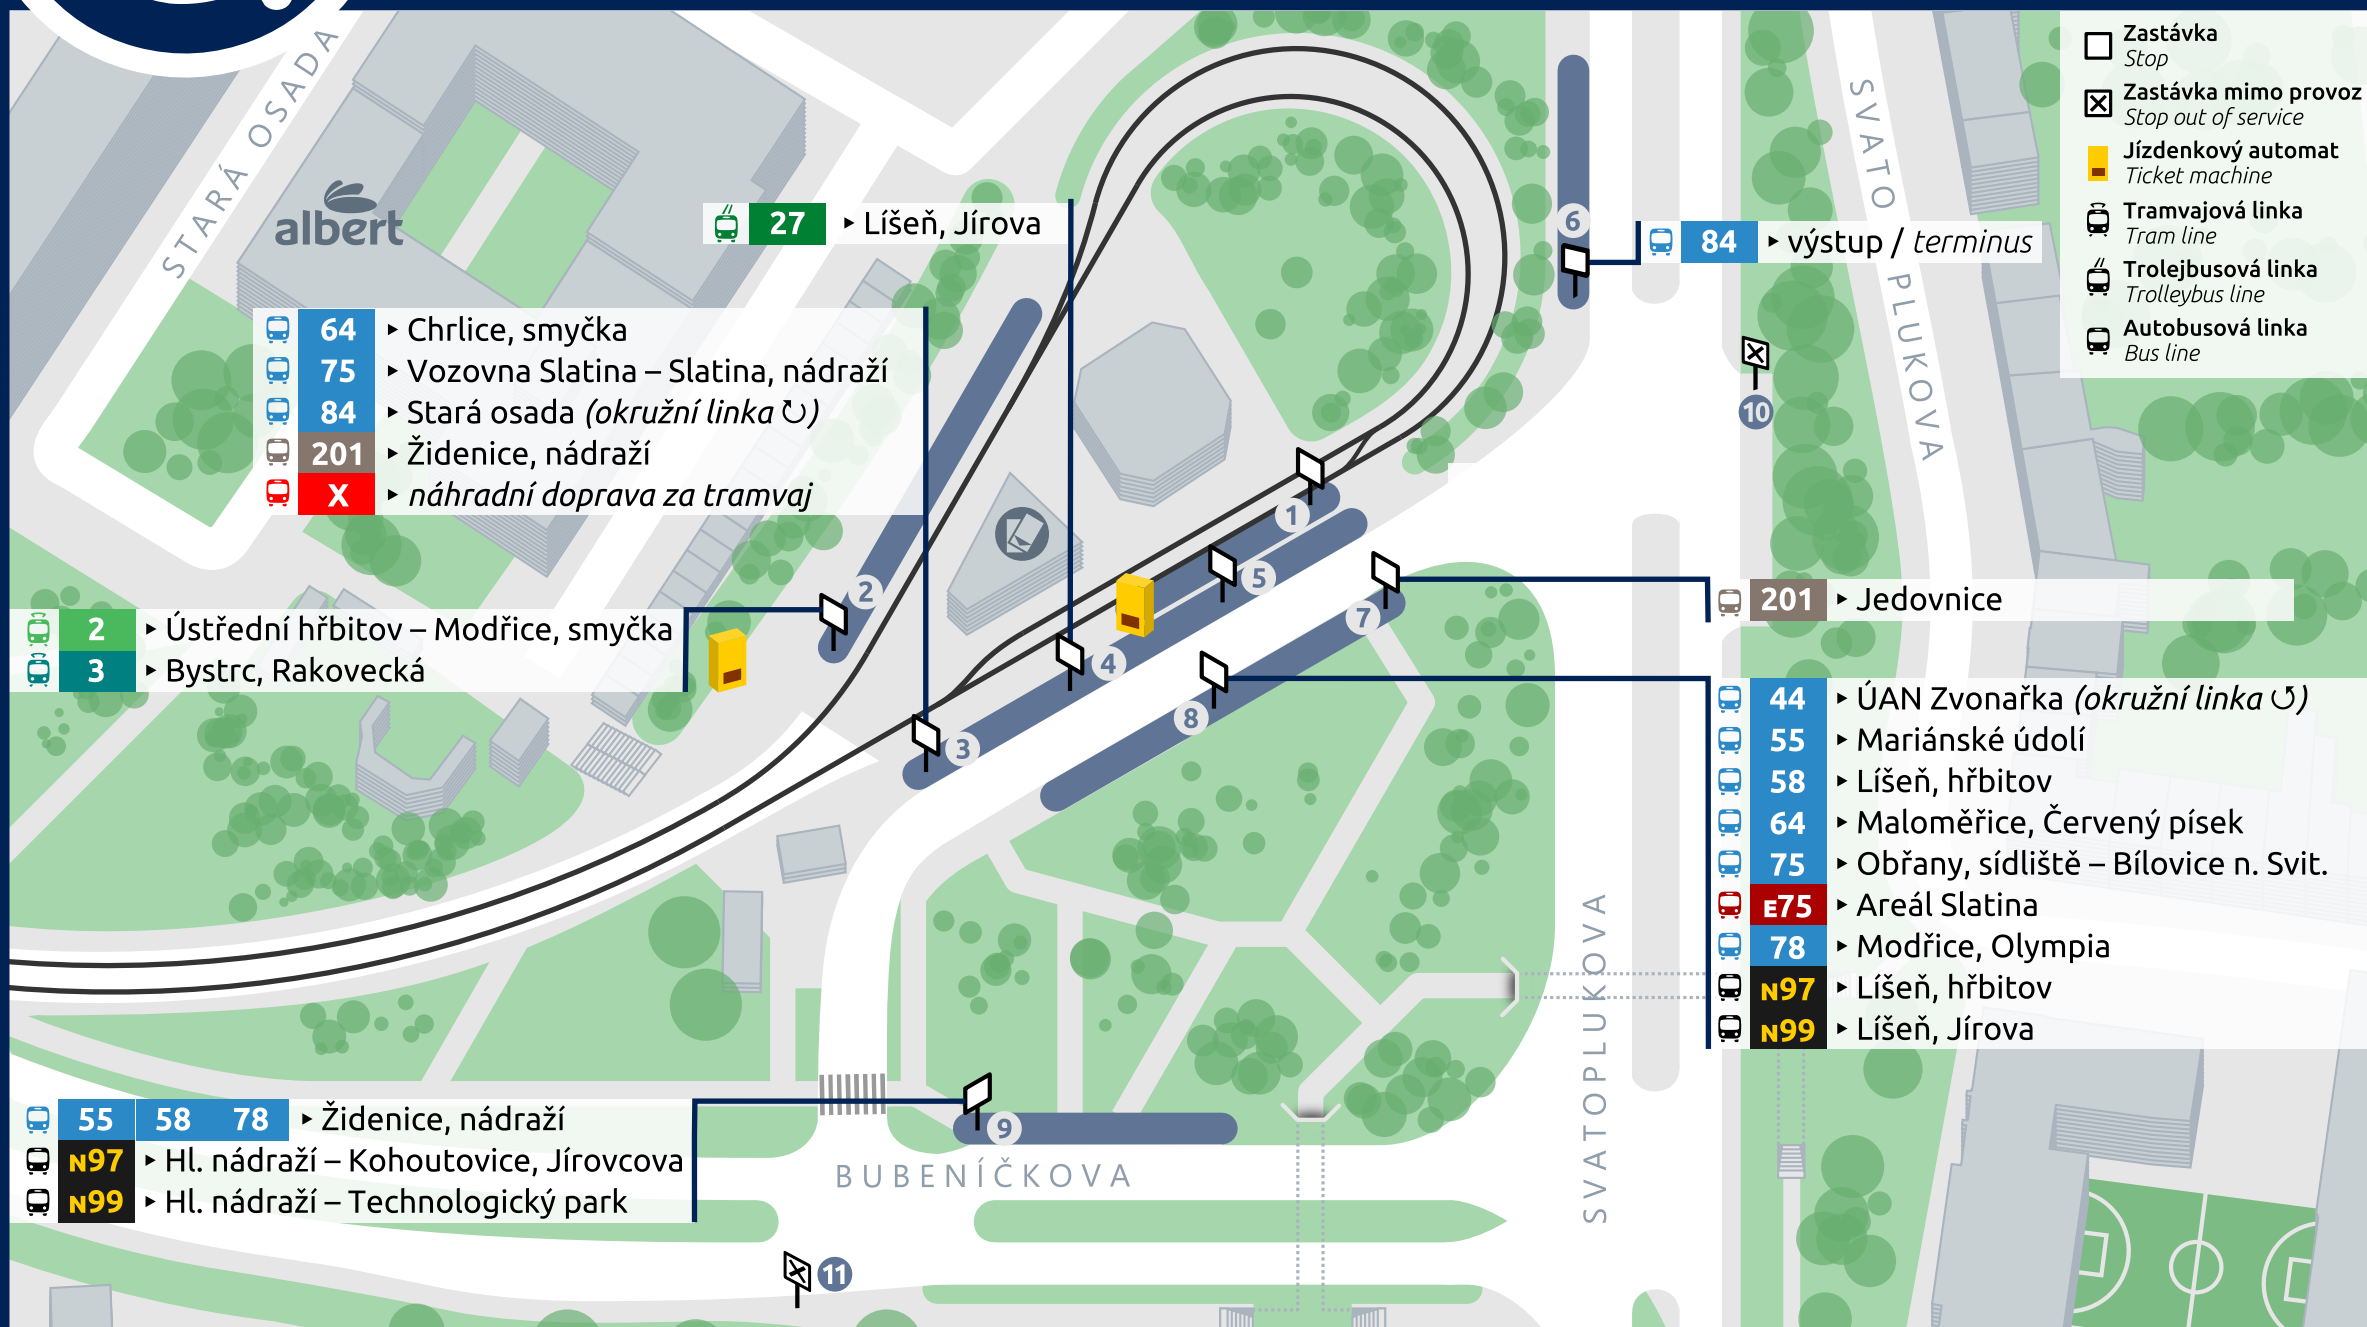 STARÁ OSADA
albert
27 ▸ Líšeň, Jírova
64 ▸ Chrlice, smyčka
75 ▸ Vozovna Slatina – Slatina, nádraží
84 ▸ Stará osada (okružní linka ↻)
201 ▸ Židenice, nádraží
X ▸ náhradní doprava za tramvaj
2 ▸ Ústřední hřbitov – Modřice, smyčka
3 ▸ Bystrc, Rakovecká
6
84 ▸ výstup / terminus
SVATOPLUKOVA
Zastávka
Stop
Zastávka mimo provoz
Stop out of service
Jízdenkový automat
Ticket machine
Tramvajová linka
Tram line
Trolejbusová linka
Trolleybus line
Autobusová linka
Bus line
10
1
2
5
7
4
8
3
201 ▸ Jedovnice
44 ▸ ÚAN Zvonařka (okružní linka ↺)
55 ▸ Mariánské údolí
58 ▸ Líšeň, hřbitov
64 ▸ Maloměřice, Červený písek
75 ▸ Obřany, sídliště – Bílovice n. Svit.
E75 ▸ Areál Slatina
78 ▸ Modřice, Olympia
N97 ▸ Líšeň, hřbitov
N99 ▸ Líšeň, Jírova
SVATOPLUKOVA
SVATOPLUKOVA
55 58 78 ▸ Židenice, nádraží
N97 ▸ Hl. nádraží – Kohoutovice, Jírovcova
N99 ▸ Hl. nádraží – Technologický park
9
BUBENÍČKOVA
11